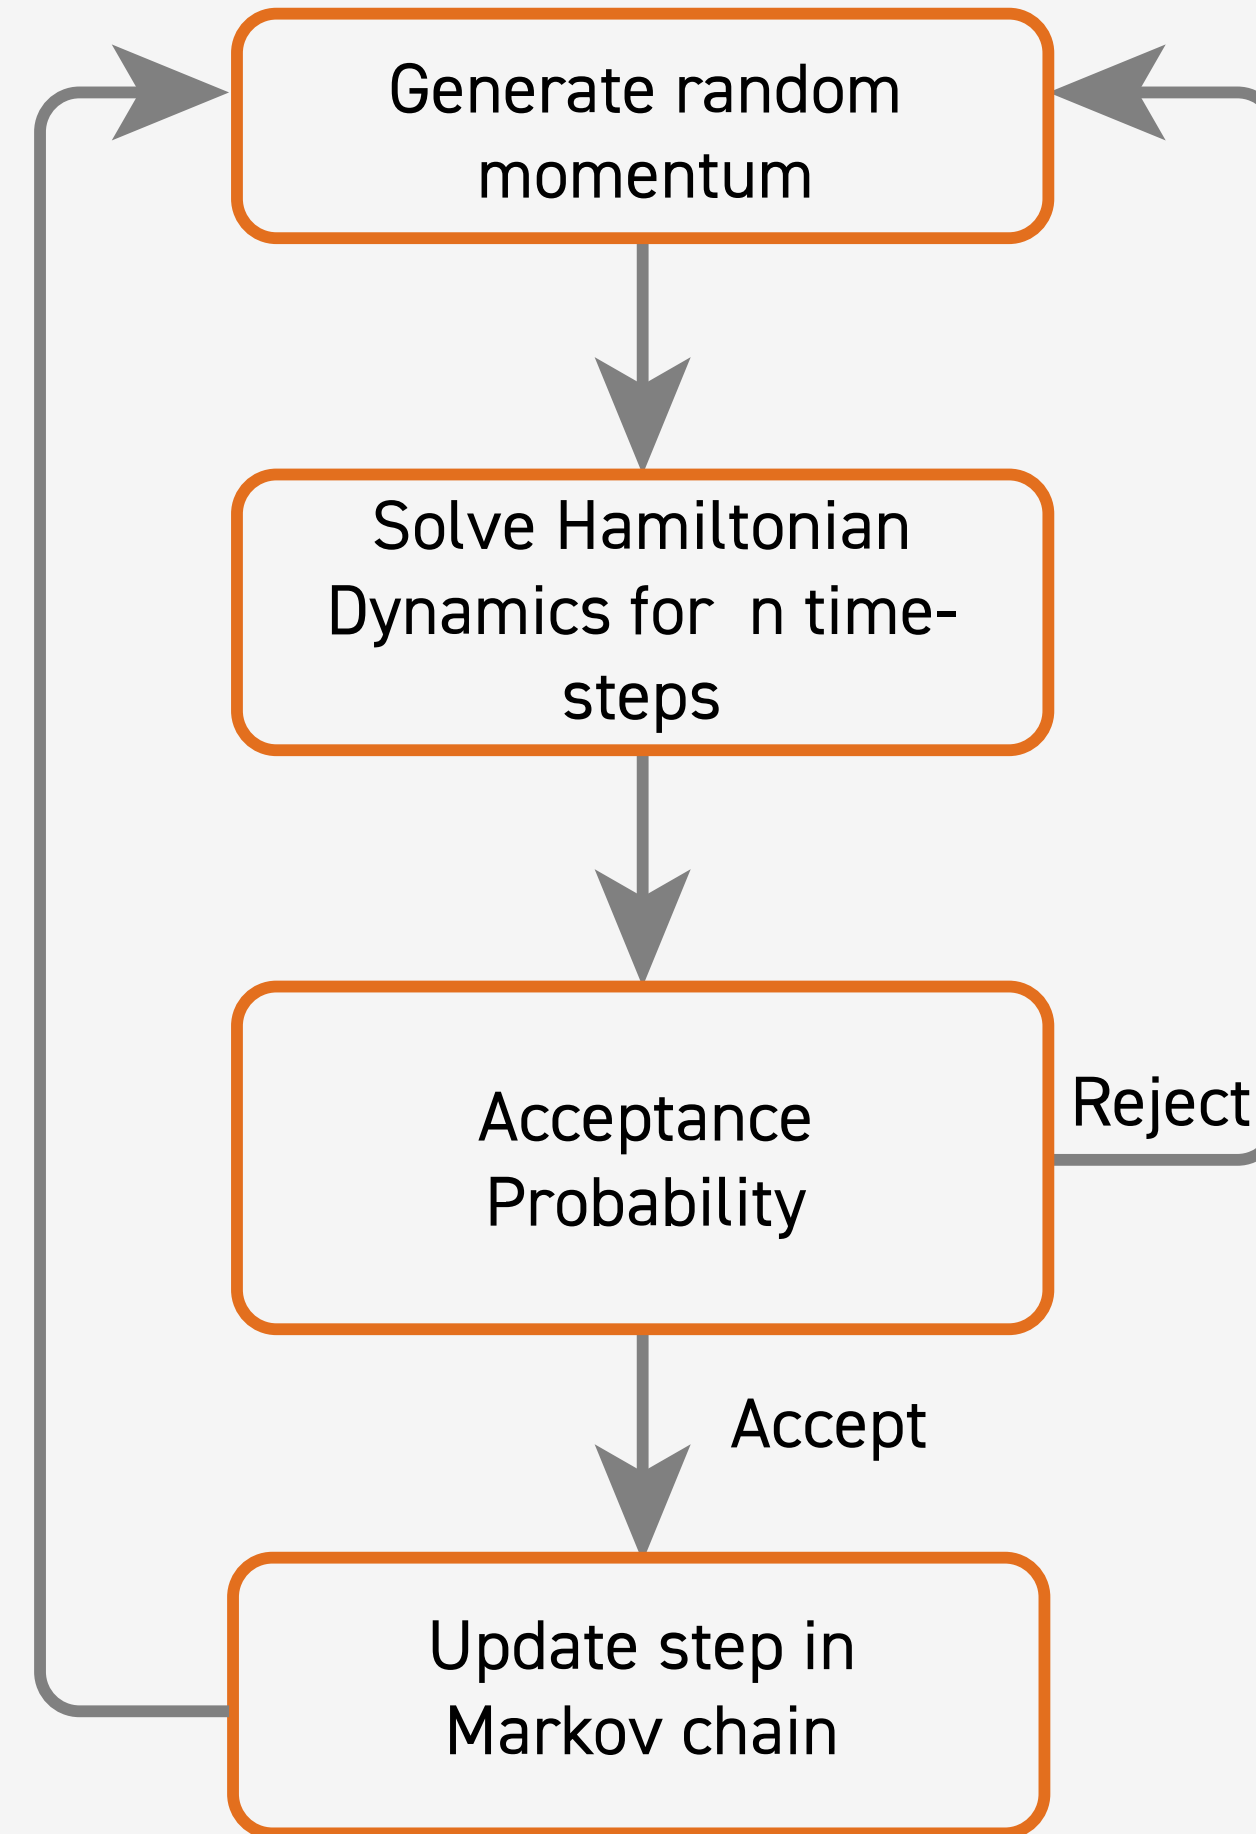 Generate random
momentum
Solve Hamiltonian
Dynamics for  n time-
steps
Acceptance
Probability
Reject
Accept
Update step in
Markov chain